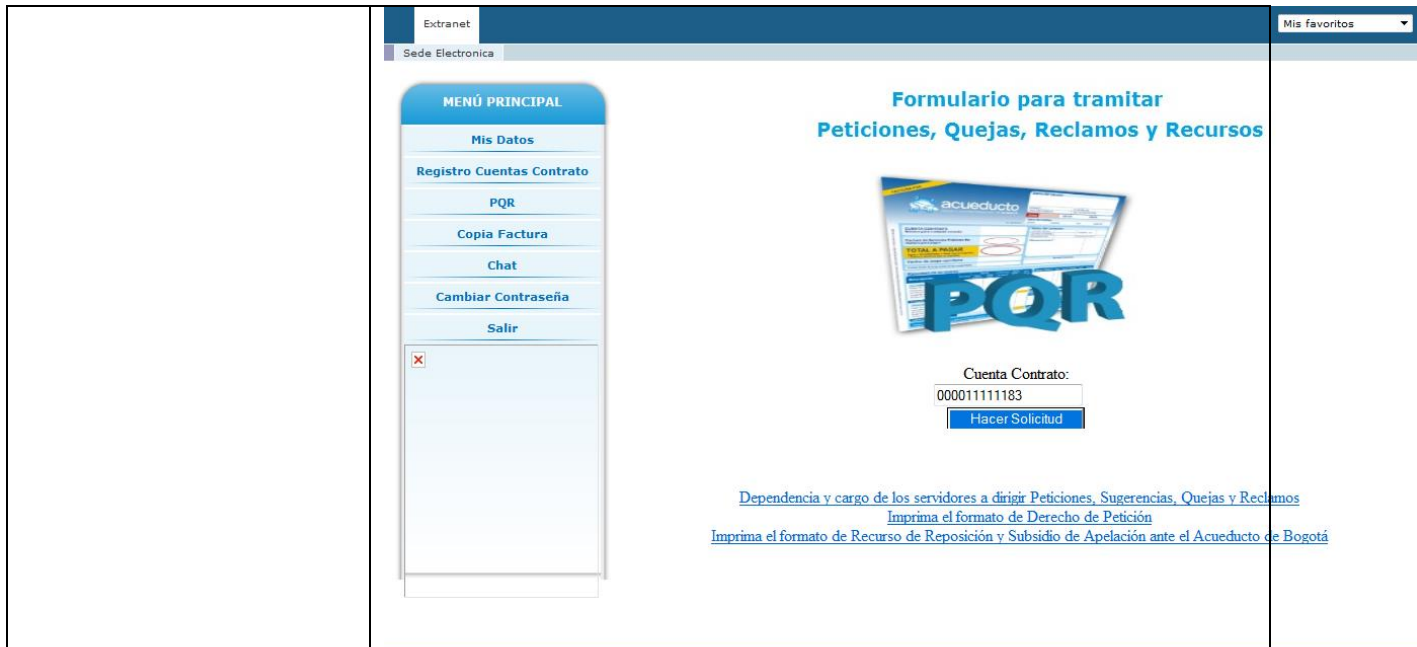 Extranet
Mis favoritos
Sede Electronica
MENÚ PRINCIPAL
Mis Datos
Registro Cuentas Contrato
PQR
Copia Factura
Chat
Cambiar Contraseña
Salir
Formulario para tramitar
Peticiones, Quejas, Reclamos y Recursos
acueducto
TOTAL A PAGAR
PQR
Cuenta Contrato:
000011111183
Hacer Solicitud
Dependencia y cargo de los servidores a dirigir Peticiones, Sugerencias, Quejas y Reclamos
Imprima el formato de Derecho de Petición
Imprima el formato de Recurso de Reposición y Subsidio de Apelación ante el Acueducto de Bogotá